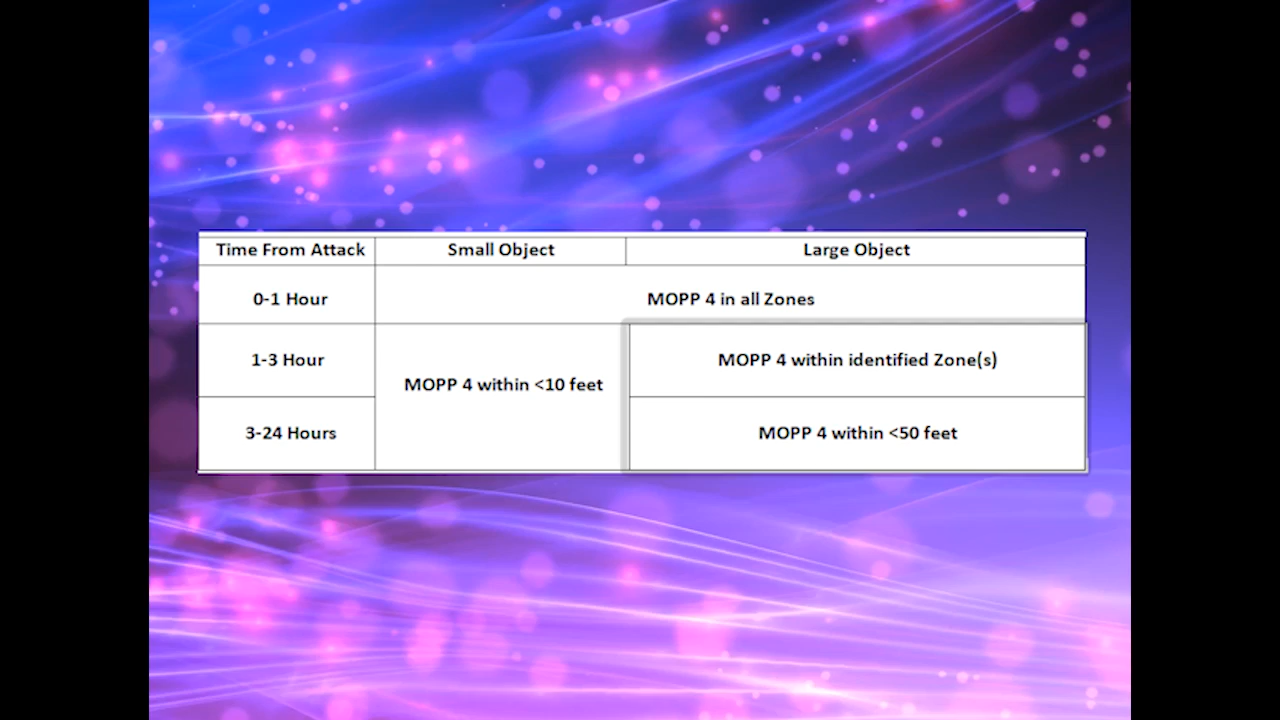 Time From Attack Small Object Large Object
0-1 Hour MOPP 4 in all Zones
1-3 Hour MOPP 4 within identified Zone(s)
MOPP 4 within <10 feet
3-24 Hours MOPP 4 within <50 feet